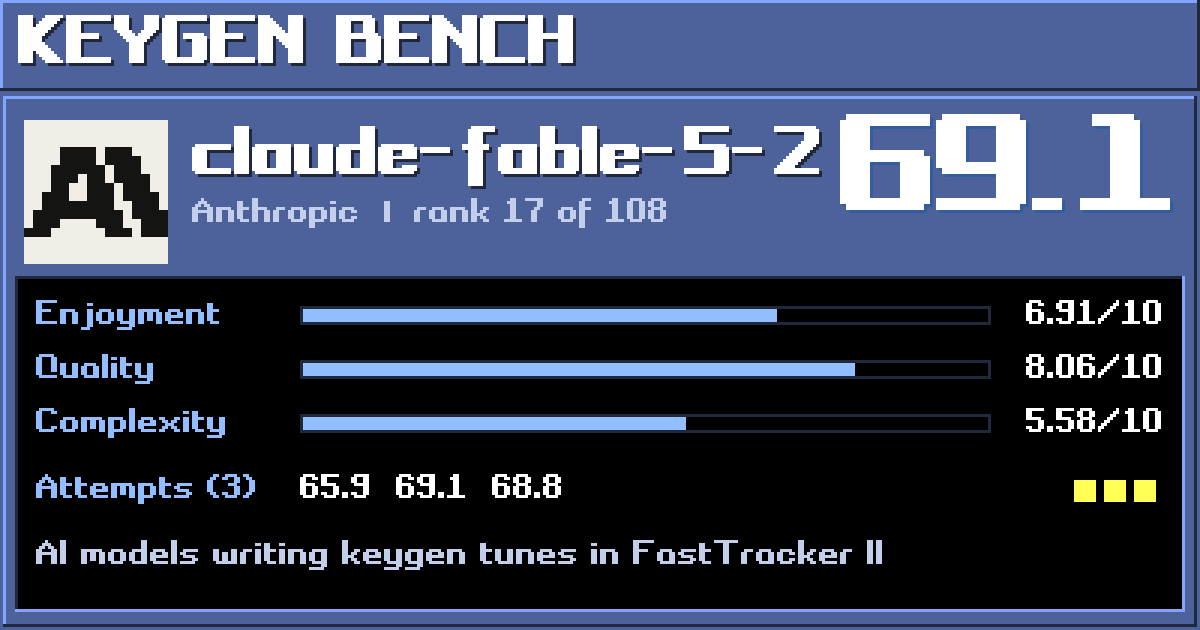 KEYGEN BENCH
claude-fable-5-2
69.1
Anthropic | rank 17 of 108
Enjoyment 6.91/10
Quality 8.06/10
Complexity 5.58/10
Attempts (3) 65.9 69.1 68.8
AI models writing keygen tunes in FastTracker II